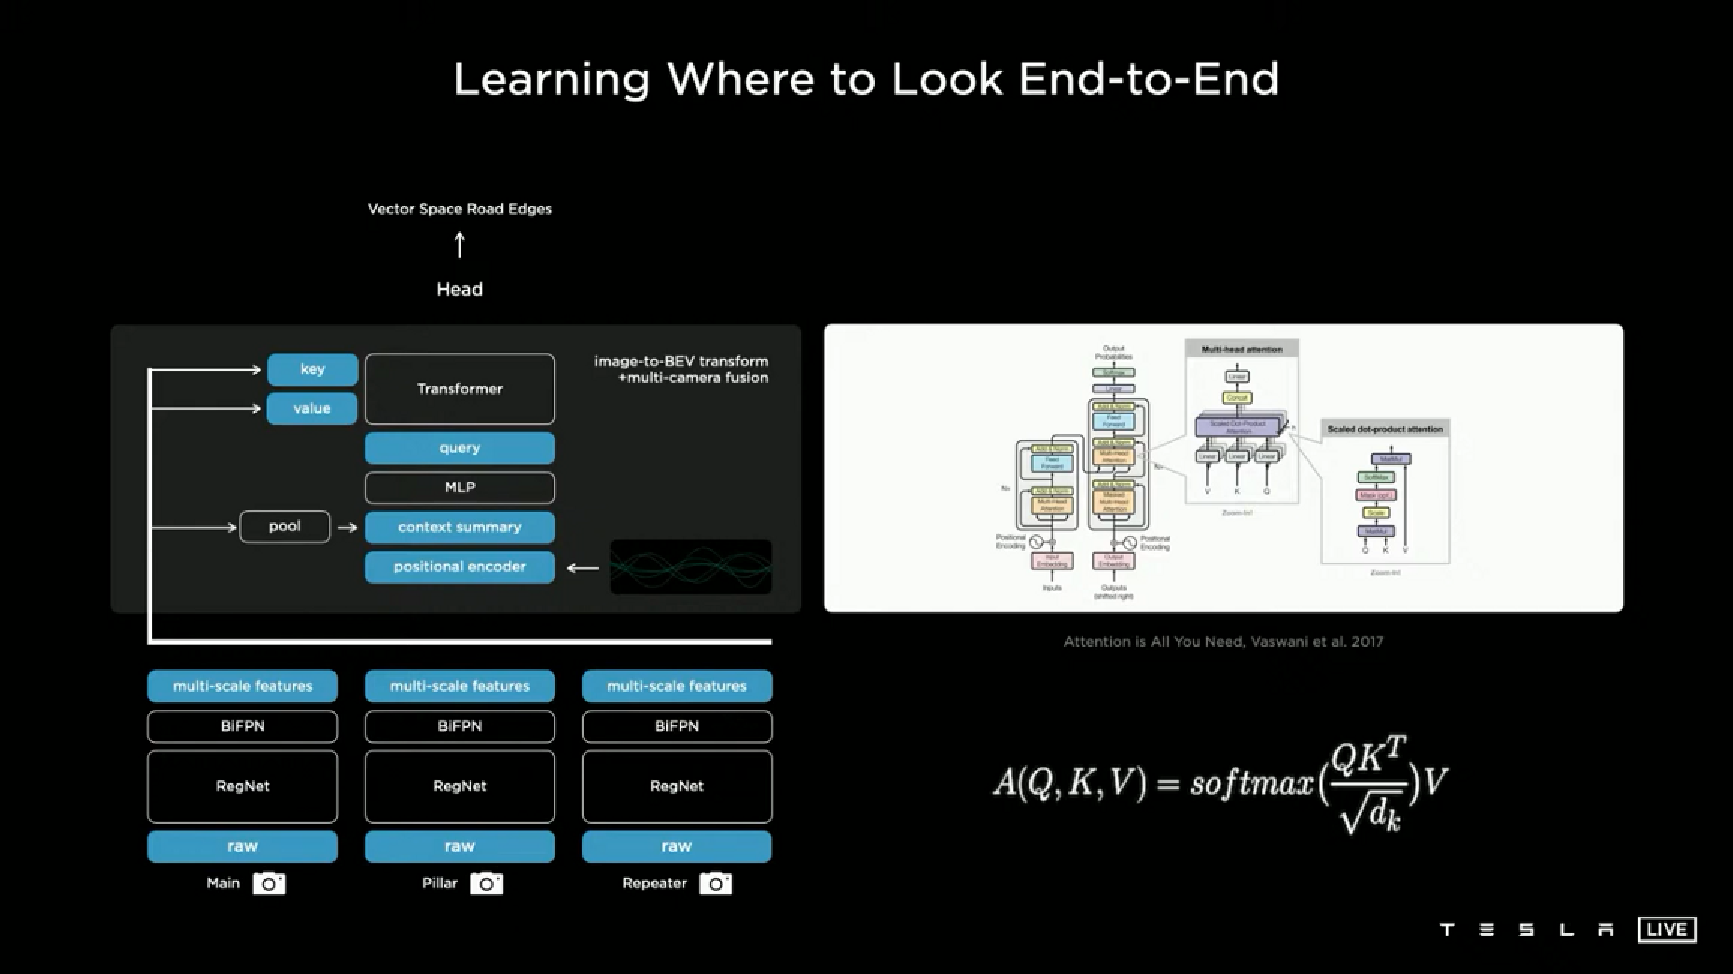 Learning Where to Look End-to-End
Vector Space Road Edges
Head
key
value
Transformer
image-to-BEV transform
+multi-camera fusion
query
MLP
pool
context summary
positional encoder
multi-scale features
multi-scale features
multi-scale features
BiFPN
BiFPN
BiFPN
RegNet
RegNet
RegNet
raw
raw
raw
Main
Pillar
Repeater
Output
Probabilities
Softmax
Linear
Add & Norm
Feed
Forward
Add & Norm
Multi-Head
Attention
Add & Norm
Feed
Forward
Nx
Nx
Add & Norm
Multi-Head
Attention
Add & Norm
Masked
Multi-Head
Attention
Positional
Encoding
Positional
Encoding
Input
Embedding
Output
Embedding
Inputs
Outputs
(shifted right)
Multi-head attention
Linear
Concat
Scaled Dot-Product
Attention
h
Linear
Linear
Linear
V
K
Q
Zoom-In!
Scaled dot-product attention
MatMul
SoftMax
Mask (opt.)
Scale
MatMul
Q K V
Zoom-In!
Attention is All You Need, Vaswani et al. 2017
A(Q, K, V) = softmax(QK^T/√d_k)V
TESLA LIVE